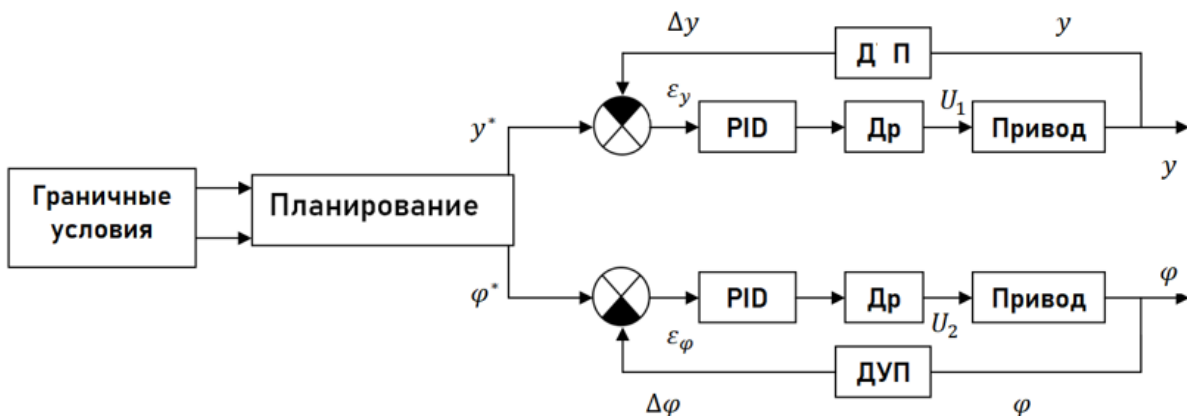 Δy
y
Д П
ε_y
U_1
y*
PID
Др
Привод
y
Граничные
условия
Планирование
φ*
PID
Др
Привод
φ
ε_φ
U_2
ДУП
Δφ
φ